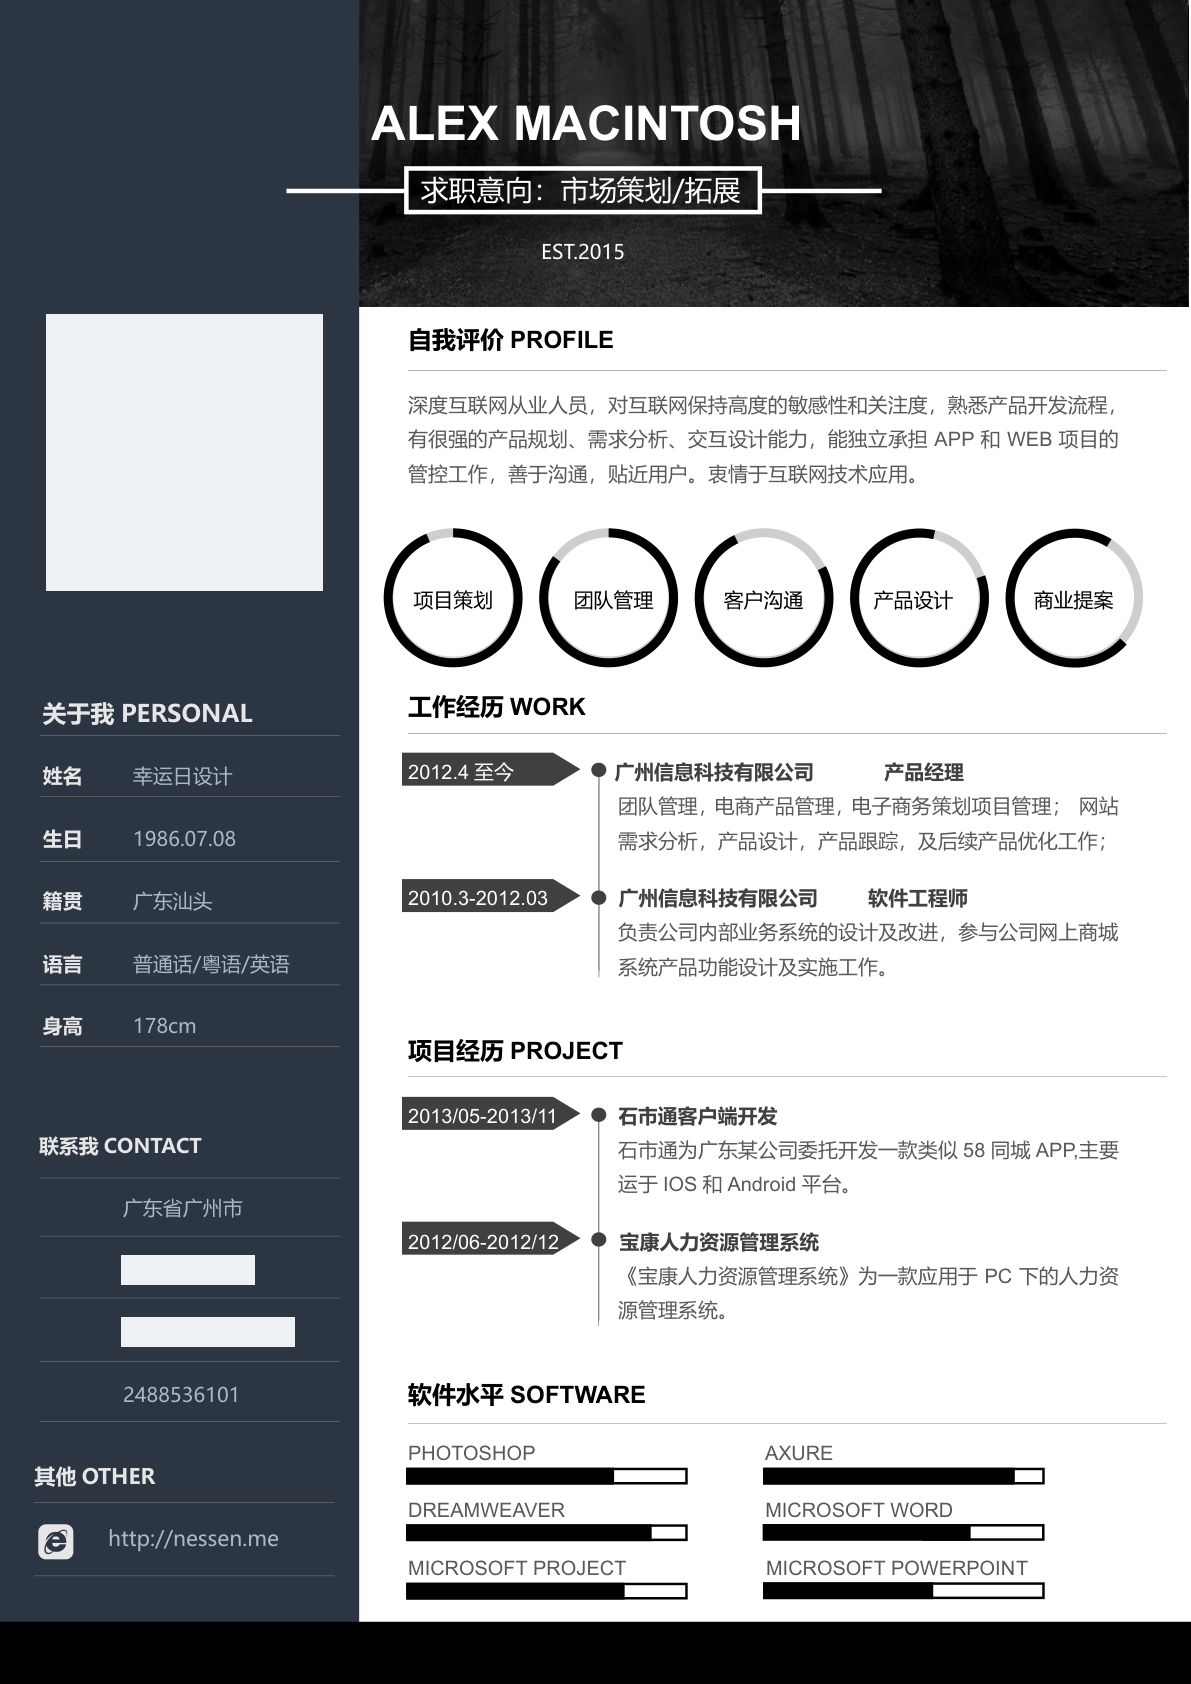 ALEX MACINTOSH
求职意向：市场策划/拓展
EST.2015
关于我 PERSONAL
姓名 幸运日设计
生日 1986.07.08
籍贯 广东汕头
语言 普通话/粤语/英语
身高 178cm
联系我 CONTACT
广东省广州市
2488536101
其他 OTHER
http://nessen.me
自我评价 PROFILE
深度互联网从业人员，对互联网保持高度的敏感性和关注度，熟悉产品开发流程，
有很强的产品规划、需求分析、交互设计能力，能独立承担 APP 和 WEB 项目的
管控工作，善于沟通，贴近用户。衷情于互联网技术应用。
项目策划 团队管理 客户沟通 产品设计 商业提案
工作经历 WORK
2012.4 至今 广州信息科技有限公司 产品经理
团队管理，电商产品管理，电子商务策划项目管理； 网站
需求分析，产品设计，产品跟踪，及后续产品优化工作；
2010.3-2012.03 广州信息科技有限公司 软件工程师
负责公司内部业务系统的设计及改进，参与公司网上商城
系统产品功能设计及实施工作。
项目经历 PROJECT
2013/05-2013/11 石市通客户端开发
石市通为广东某公司委托开发一款类似 58 同城 APP,主要
运于 IOS 和 Android 平台。
2012/06-2012/12 宝康人力资源管理系统
《宝康人力资源管理系统》为一款应用于 PC 下的人力资
源管理系统。
软件水平 SOFTWARE
PHOTOSHOP AXURE
DREAMWEAVER MICROSOFT WORD
MICROSOFT PROJECT MICROSOFT POWERPOINT